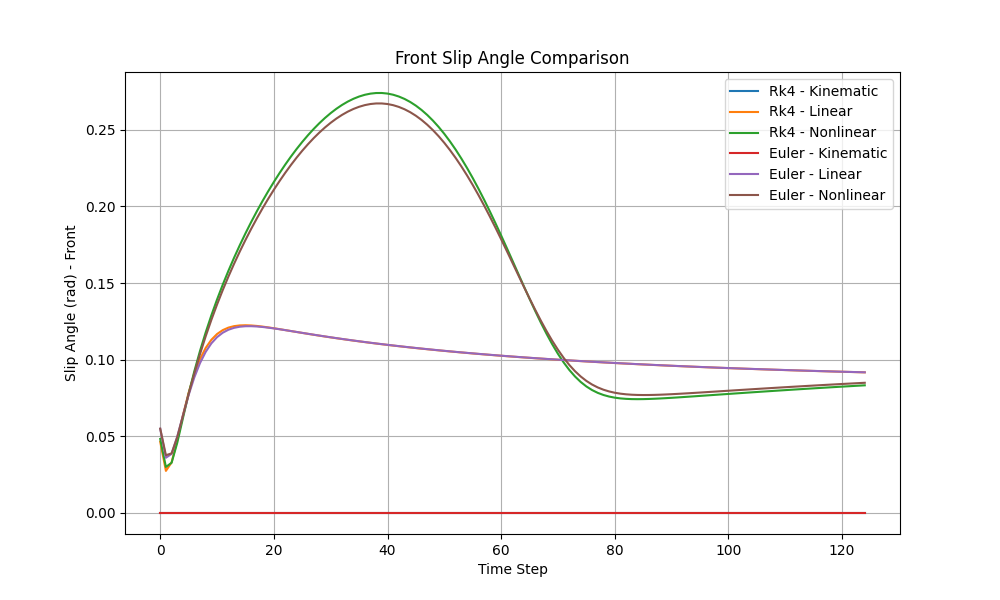 Front Slip Angle Comparison
Rk4 - Kinematic
Rk4 - Linear
Rk4 - Nonlinear
Euler - Kinematic
Euler - Linear
Euler - Nonlinear
Slip Angle (rad) - Front
0.25
0.20
0.15
0.10
0.05
0.00
0 20 40 60 80 100 120
Time Step